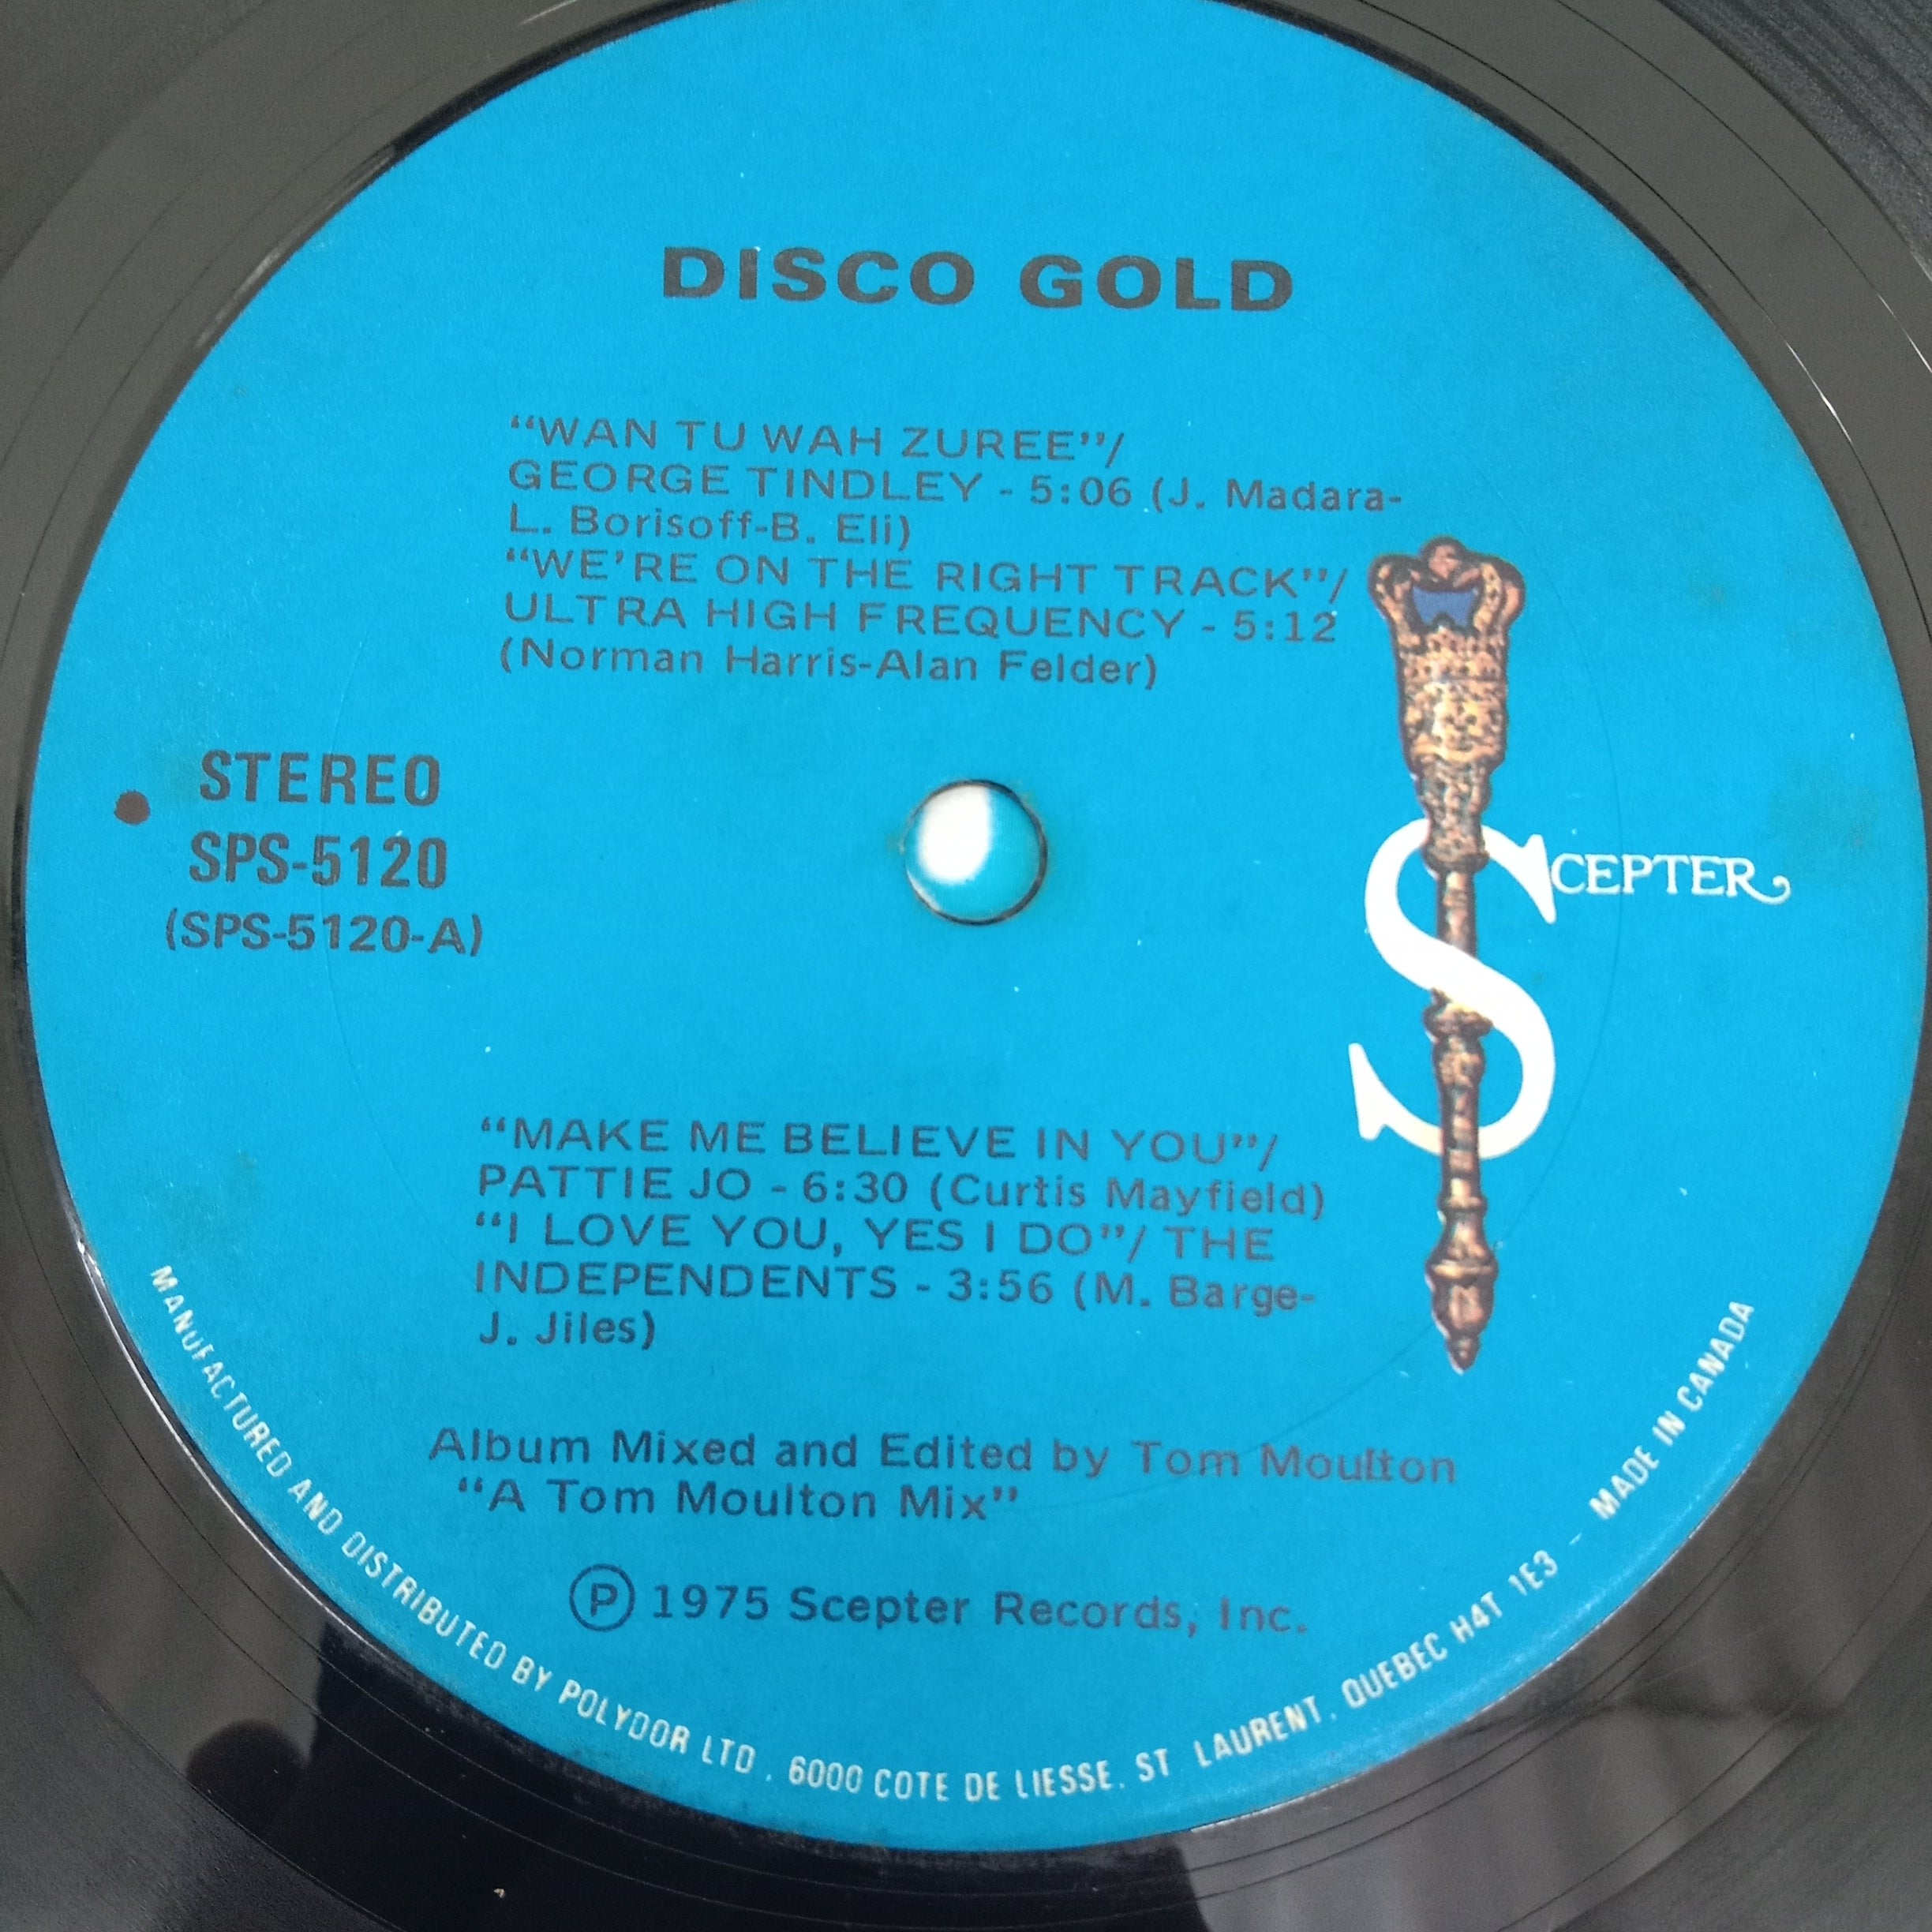 DISCO GOLD
"WAN TU WAH ZUREE"/
GEORGE TINDLEY - 5:06 (J. Madara-
L. Borisoff-B. Eli)
"WE'RE ON THE RIGHT TRACK"/
ULTRA HIGH FREQUENCY - 5:12
(Norman Harris-Alan Felder)
STEREO
SPS-5120
(SPS-5120-A)
SCEPTER
"MAKE ME BELIEVE IN YOU"/
PATTIE JO - 6:30 (Curtis Mayfield)
"I LOVE YOU, YES I DO"/ THE
INDEPENDENTS - 3:56 (M. Barge-
J. Jiles)
Album Mixed and Edited by Tom Moulton
"A Tom Moulton Mix"
Ⓟ 1975 Scepter Records, Inc.
MANUFACTURED AND DISTRIBUTED BY POLYDOR LTD. 6000 COTE DE LIESSE. ST LAURENT. QUEBEC H4T 1E3 - MADE IN CANADA